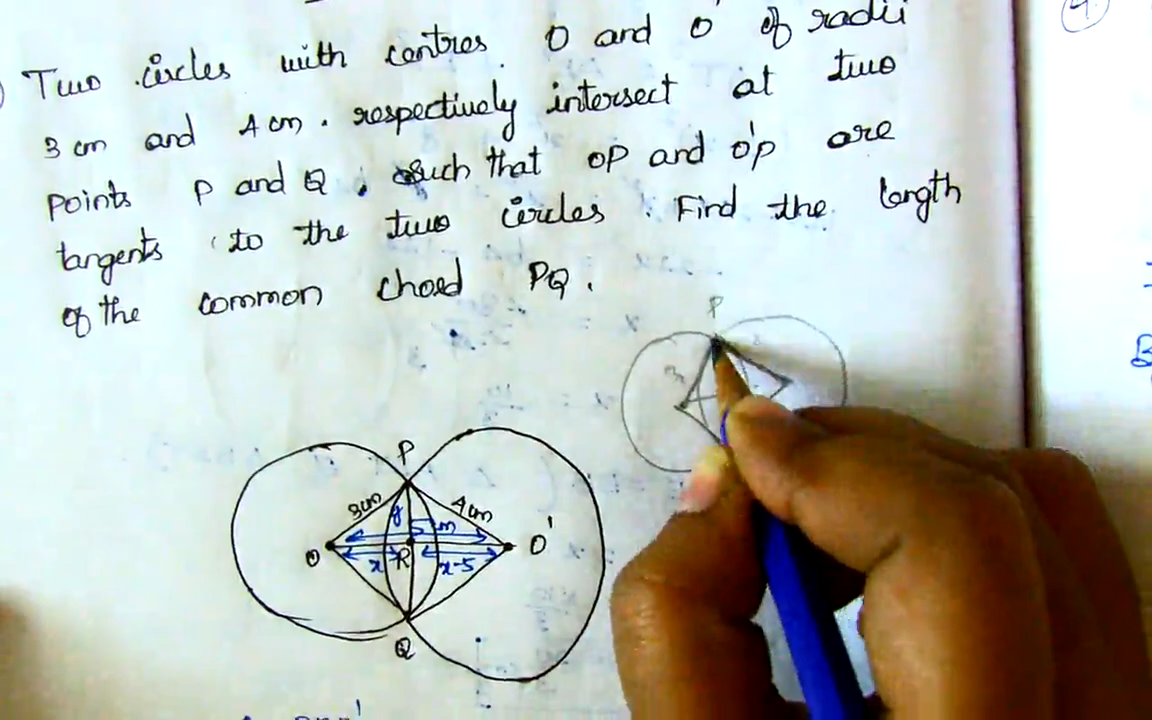 Two circles with centres O and O' of radii
3 cm and 4 cm . respectively intersect at two
points P and Q , such that OP and O'P are
tangents to the two circles . Find the length
of the common chord PQ .
P
3
P
3cm
4cm
y
5 m
O
x
R
x-5
O'
Q